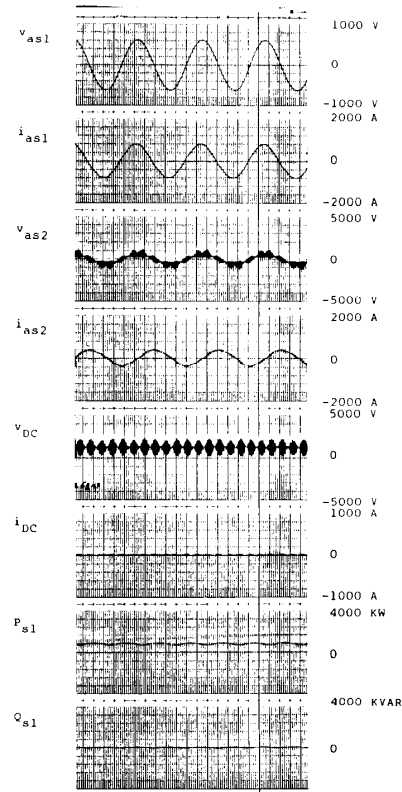 1000 V
v_as1
0
-1000 V
2000 A
i_as1
0
-2000 A
5000 V
v_as2
0
-5000 V
2000 A
i_as2
0
-2000 A
5000 V
v_DC
0
-5000 V
1000 A
i_DC
0
-1000 A
4000 KW
P_s1
0
4000 KVAR
Q_s1
0